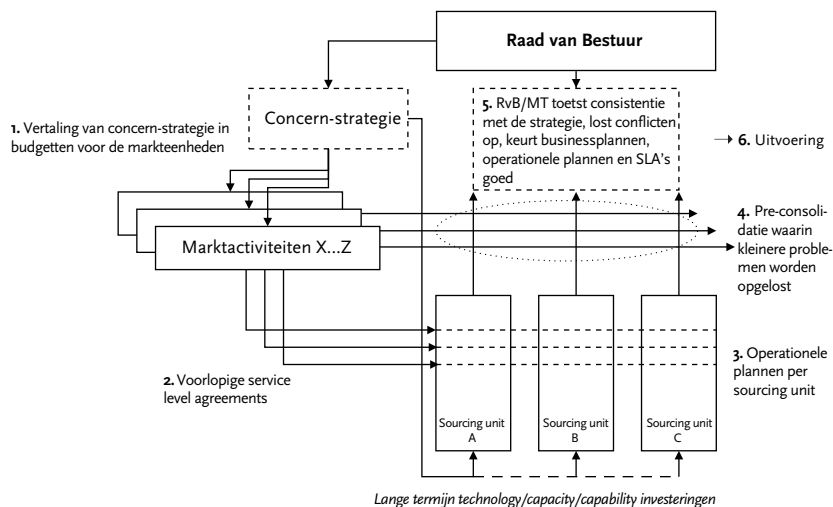 Raad van Bestuur
Concern-strategie
1. Vertaling van concern-strategie in
budgetten voor de markteenheden
5. RvB/MT toetst consistentie
met de strategie, lost conflicten
op, keurt businessplannen,
operationele plannen en SLA's
goed
6. Uitvoering
Marktactiviteiten X...Z
4. Pre-consoli-
datie waarin
kleinere proble-
men worden
opgelost
2. Voorlopige service
level agreements
3. Operationele
plannen per
sourcing unit
Sourcing unit
A
Sourcing unit
B
Sourcing unit
C
Lange termijn technology/capacity/capability investeringen